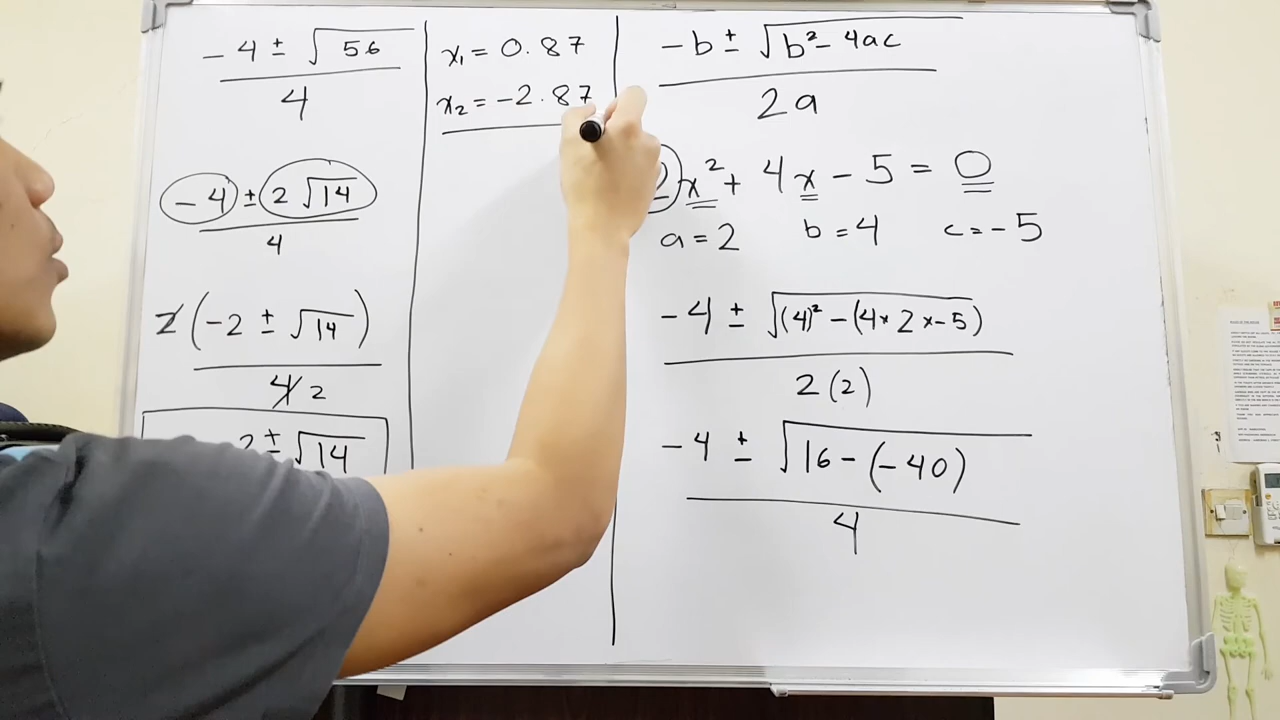 -4 ± √56
4
-4 ± 2√14
4
2(-2 ± √14)
4 2
2 ± √14
x₁ = 0.87
x₂ = -2.87
-b ± √b² - 4ac
2a
2x² + 4x - 5 = 0
a = 2 b = 4 c = -5
-4 ± √(4)² - (4 × 2 × -5)
2(2)
-4 ± √16 - (-40)
4